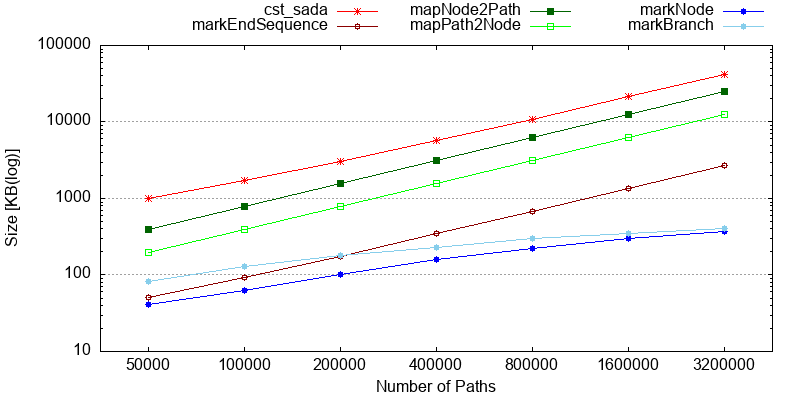 cst_sada mapNode2Path markNode
markEndSequence mapPath2Node markBranch
100000
10000
1000
100
10
Size [KB(log)]
50000 100000 200000 400000 800000 1600000 3200000
Number of Paths